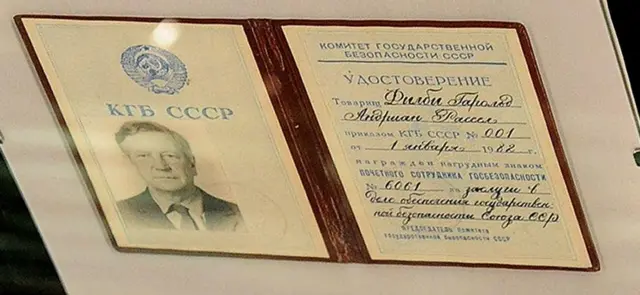 КГБ СССР
КОМИТЕТ ГОСУДАРСТВЕННОЙ
БЕЗОПАСНОСТИ СССР
УДОСТОВЕРЕНИЕ
Товарищ Филби Гарольд
Андриан Рассел
приказом КГБ СССР № 001
от 1 января 1982
награжден нагрудным знаком
ПОЧЕТНОГО СОТРУДНИКА ГОСБЕЗОПАСНОСТИ
№ 6001 за заслуги в
деле обеспечения государствен-
ной безопасности Союза ССР
ПРЕДСЕДАТЕЛЬ Комитета
государственной безопасности СССР